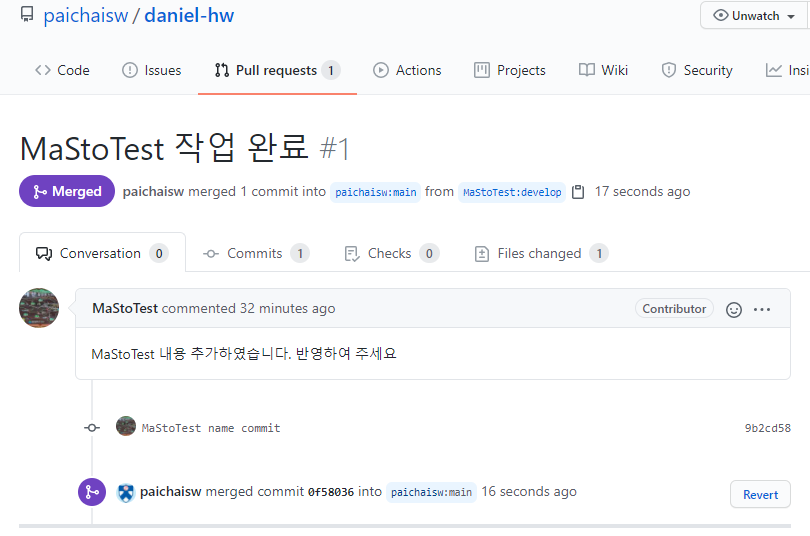 paichaisw / daniel-hw
Unwatch
Code Issues Pull requests 1 Actions Projects Wiki Security Insi
MaStoTest 작업 완료 #1
Merged paichaisw merged 1 commit into paichaisw:main from MaStoTest:develop 17 seconds ago
Conversation 0 Commits 1 Checks 0 Files changed 1
MaStoTest commented 32 minutes ago Contributor
MaStoTest 내용 추가하였습니다. 반영하여 주세요
MaStoTest name commit 9b2cd58
paichaisw merged commit 0f58036 into paichaisw:main 16 seconds ago Revert